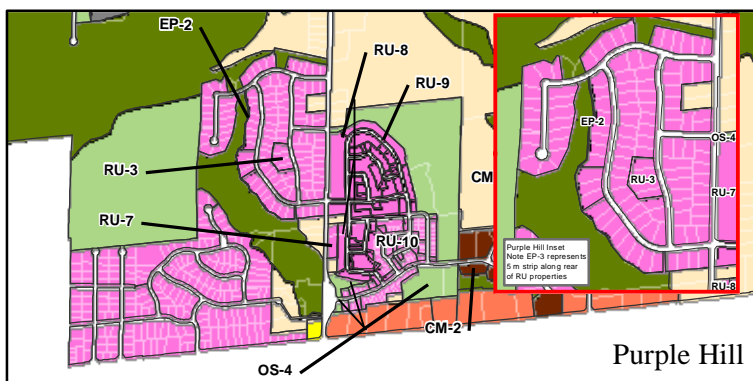 EP-2
RU-8
RU-9
RU-3
RU-7
RU-10
CM
CM-2
OS-4
EP-2
OS-4
RU-3
RU-7
RU-8
Purple Hill Inset
Note EP-3 represents
5 m strip along rear
of RU properties
Purple Hill